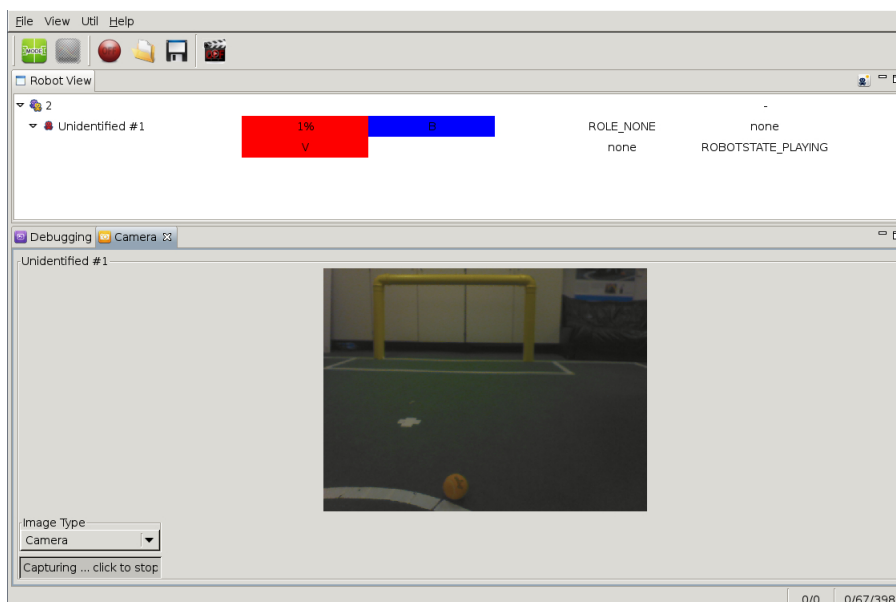 File View Util Help
MODE
Robot View
2 -
Unidentified #1 1% B ROLE_NONE none
V none ROBOTSTATE_PLAYING
Debugging Camera
Unidentified #1
Image Type
Camera
Capturing ... click to stop
0/0 0/67/398